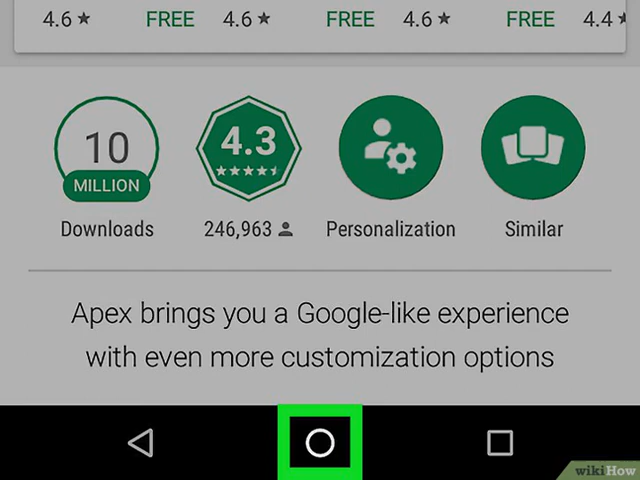 4.6 ★ FREE 4.6 ★ FREE 4.6 ★ FREE 4.4 ★
10
MILLION
4.3
Downloads 246,963 Personalization Similar
Apex brings you a Google-like experience
with even more customization options
wikiHow